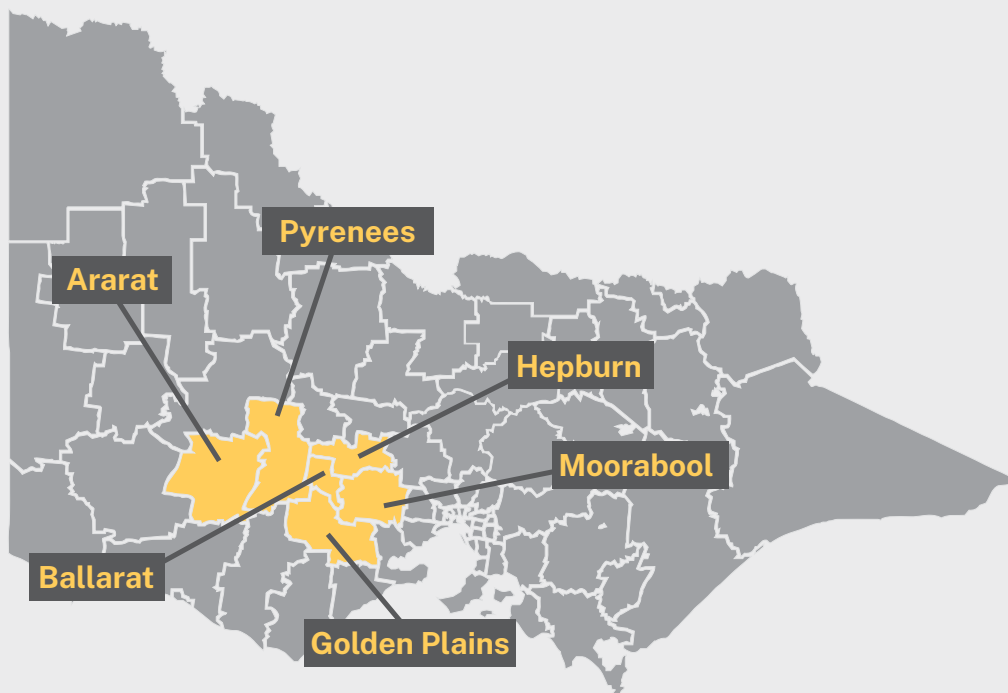 Pyrenees
Ararat
Hepburn
Moorabool
Ballarat
Golden Plains